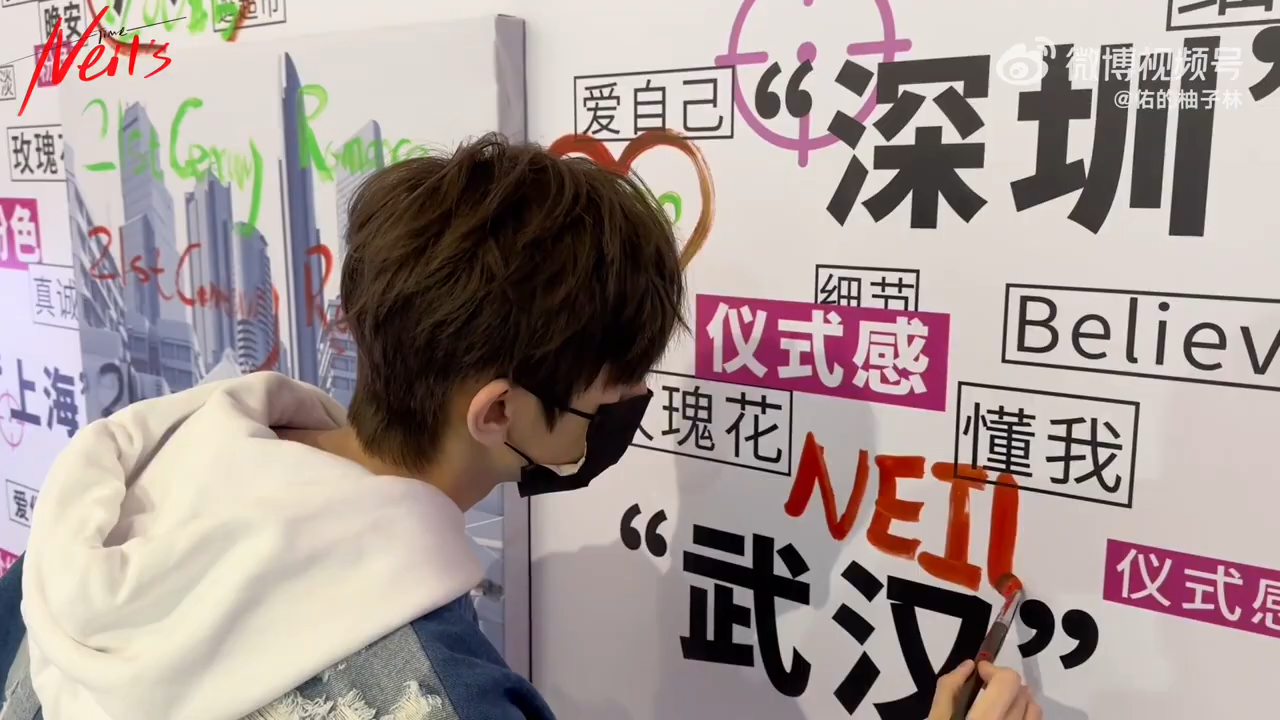 晚安
Time
Neil's
微博视频号
@佑的柚子林
爱自己
“深圳”
玫瑰花
21st Century Romance
21st Century
真诚
细节
仪式感
Believ
上海
玫瑰花
懂我
NEIL
“武汉”
仪式感